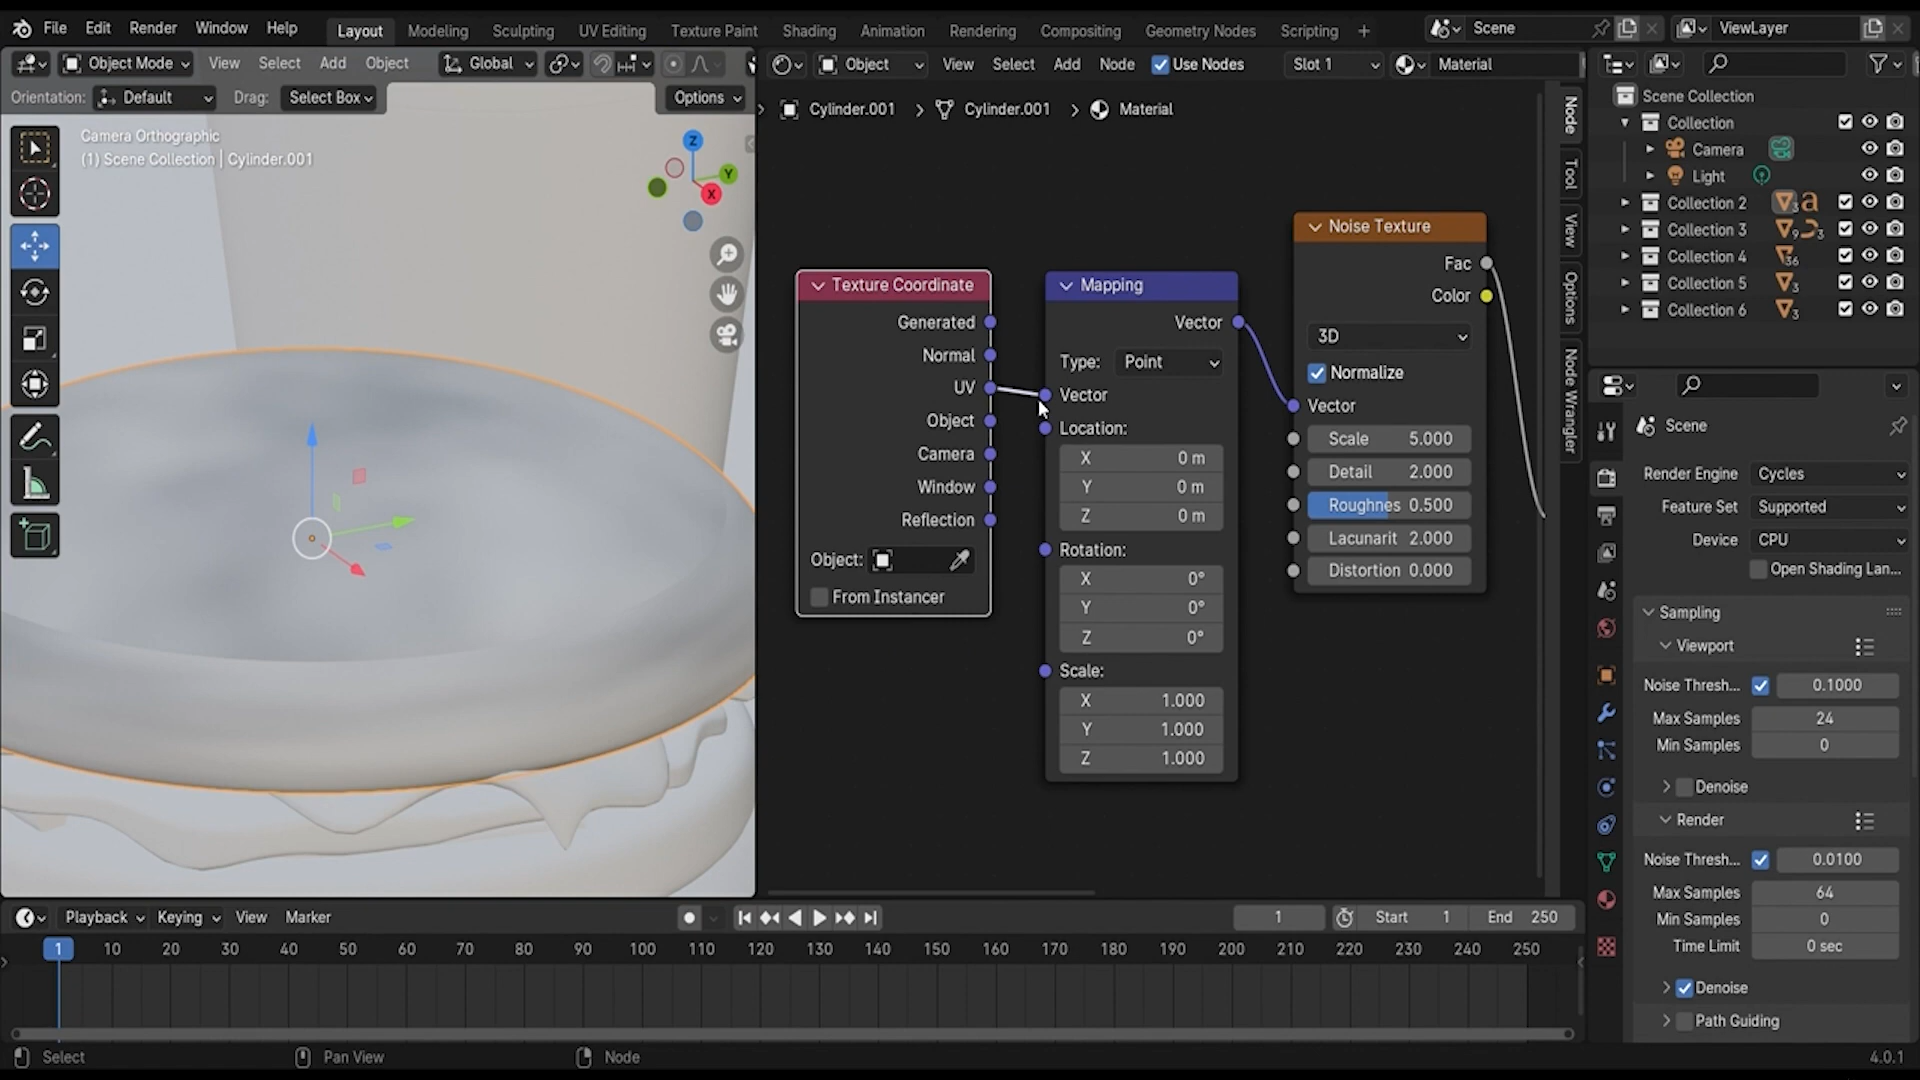 File Edit Render Window Help Layout Modeling Sculpting UV Editing Texture Paint Shading Animation Rendering Compositing Geometry Nodes Scripting + Scene ViewLayer
Object Mode View Select Add Object Global Object View Select Add Node Use Nodes Slot 1 Material
Orientation: Default Drag: Select Box Options
Camera Orthographic
(1) Scene Collection | Cylinder.001
Z
Y
X
Cylinder.001 > Cylinder.001 > Material
Texture Coordinate
Generated
Normal
UV
Object
Camera
Window
Reflection
Object:
From Instancer
Mapping
Vector
Type: Point
Vector
Location:
X 0 m
Y 0 m
Z 0 m
Rotation:
X 0°
Y 0°
Z 0°
Scale:
X 1.000
Y 1.000
Z 1.000
Noise Texture
Fac
Color
3D
Normalize
Vector
Scale 5.000
Detail 2.000
Roughnes 0.500
Lacunarit 2.000
Distortion 0.000
Node
Tool
View
Options
Node Wrangler
Scene Collection
Collection
Camera
Light
Collection 2 3
Collection 3 9 3
Collection 4 36
Collection 5 3
Collection 6 3
Scene
Render Engine Cycles
Feature Set Supported
Device CPU
Open Shading Lan...
Sampling
Viewport
Noise Thresh... 0.1000
Max Samples 24
Min Samples 0
Denoise
Render
Noise Thresh... 0.0100
Max Samples 64
Min Samples 0
Time Limit 0 sec
Denoise
Path Guiding
Playback Keying View Marker 1 Start 1 End 250
1 10 20 30 40 50 60 70 80 90 100 110 120 130 140 150 160 170 180 190 200 210 220 230 240 250
Select Pan View Node 4.0.1